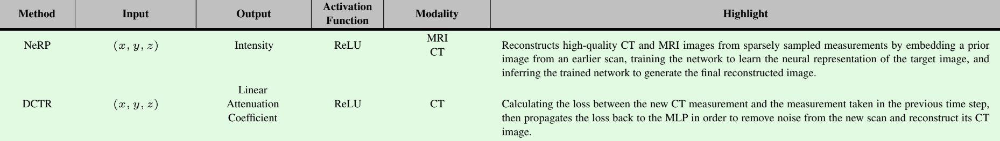 Method Input Output Activation Function Modality Highlight
NeRP (x, y, z) Intensity ReLU MRI CT
Reconstructs high-quality CT and MRI images from sparsely sampled measurements by embedding a prior
image from an earlier scan, training the network to learn the neural representation of the target image, and
inferring the trained network to generate the final reconstructed image.
DCTR (x, y, z) Linear Attenuation Coefficient ReLU CT
Calculating the loss between the new CT measurement and the measurement taken in the previous time step,
then propagates the loss back to the MLP in order to remove noise from the new scan and reconstruct its CT
image.